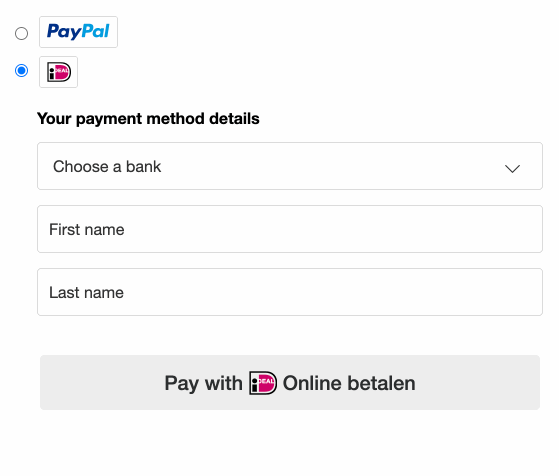 PayPal
iDEAL
Your payment method details
Choose a bank
First name
Last name
Pay with iDEAL Online betalen